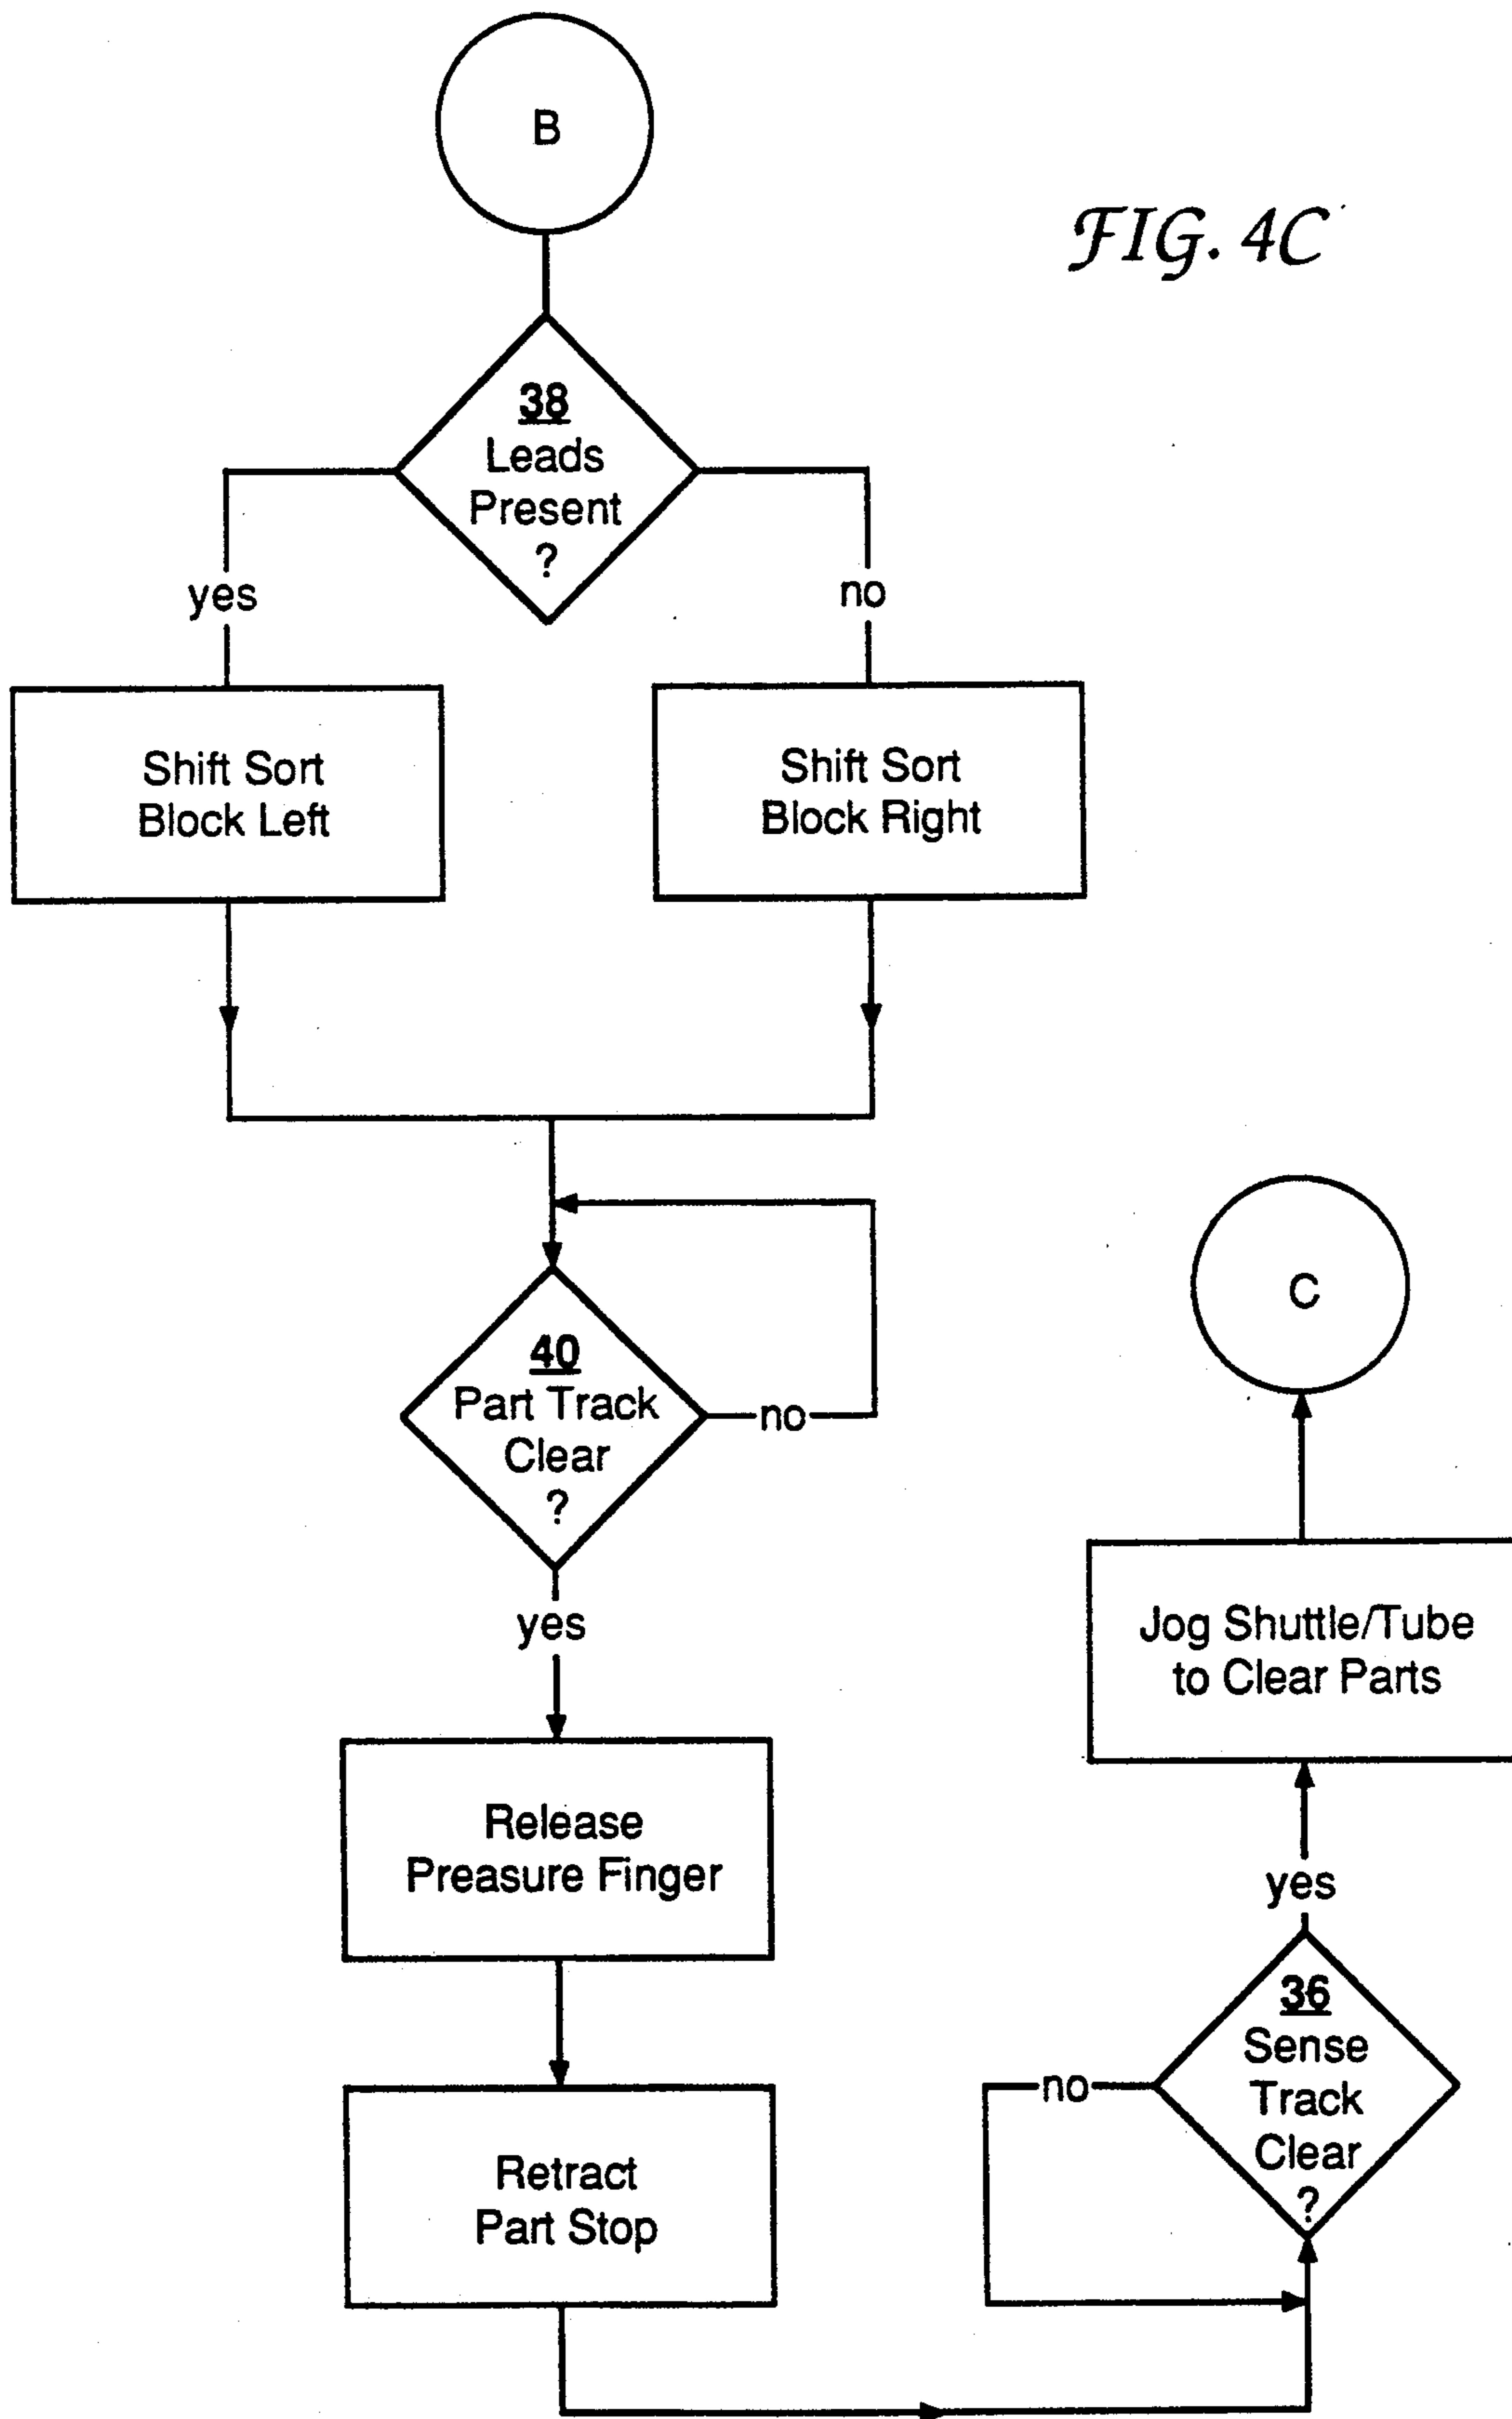 B
FIG. 4C
38
Leads
Present
?
yes
no
Shift Sort
Block Left
Shift Sort
Block Right
40
Part Track
Clear
?
no
yes
Release
Preasure Finger
Retract
Part Stop
C
Jog Shuttle/Tube
to Clear Parts
yes
36
Sense
Track
Clear
?
no